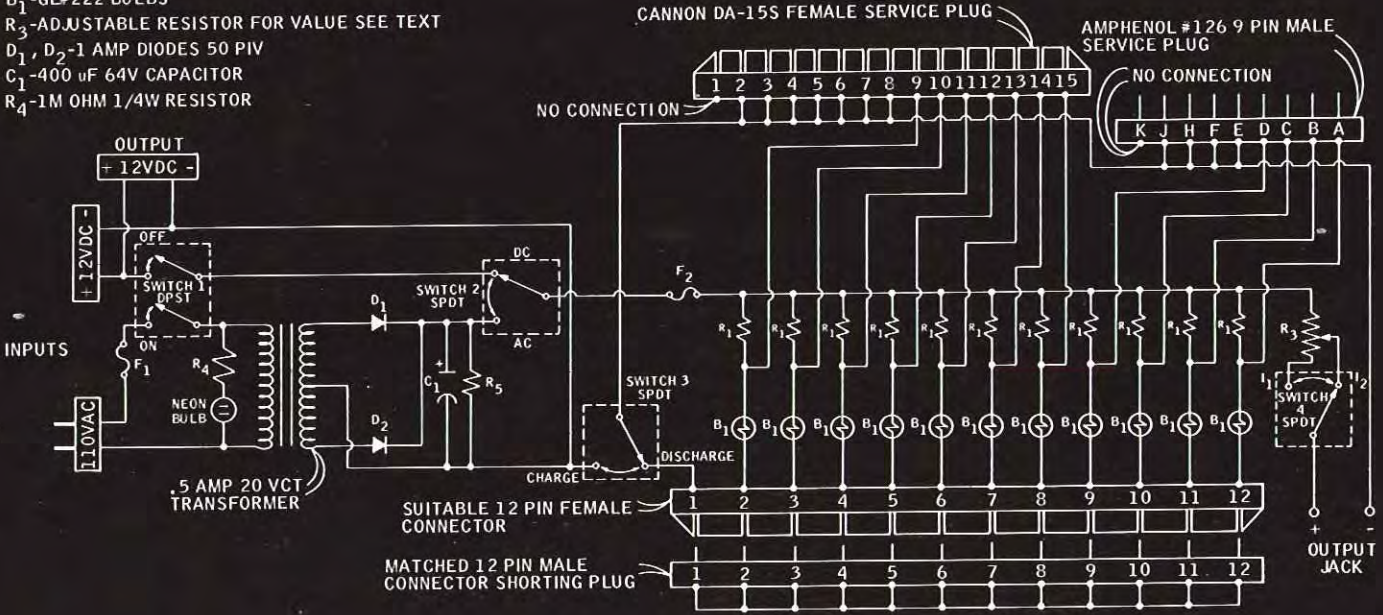 R3-ADJUSTABLE RESISTOR FOR VALUE SEE TEXT
D1, D2-1 AMP DIODES 50 PIV
C1-400 uF 64V CAPACITOR
R4-1M OHM 1/4W RESISTOR
CANNON DA-15S FEMALE SERVICE PLUG
AMPHENOL #126 9 PIN MALE
SERVICE PLUG
NO CONNECTION
1 2 3 4 5 6 7 8 9 10 11 12 13 14 15
NO CONNECTION
K J H F E D C B A
OUTPUT
+ 12VDC -
+ 12VDC -
OFF
SWITCH 1
DPST
ON
INPUTS
F1
110VAC
R4
NEON
BULB
.5 AMP 20 VCT
TRANSFORMER
D1
D2
C1
+
R5
DC
SWITCH 2
SPDT
AC
F2
SWITCH 3
SPDT
CHARGE
DISCHARGE
R1 R1 R1 R1 R1 R1 R1 R1 R1 R1 R1
R3
B1 B1 B1 B1 B1 B1 B1 B1 B1 B1 B1
I1 I2
SWITCH
4
SPDT
+ -
OUTPUT
JACK
SUITABLE 12 PIN FEMALE
CONNECTOR
1 2 3 4 5 6 7 8 9 10 11 12
MATCHED 12 PIN MALE
CONNECTOR SHORTING PLUG
1 2 3 4 5 6 7 8 9 10 11 12